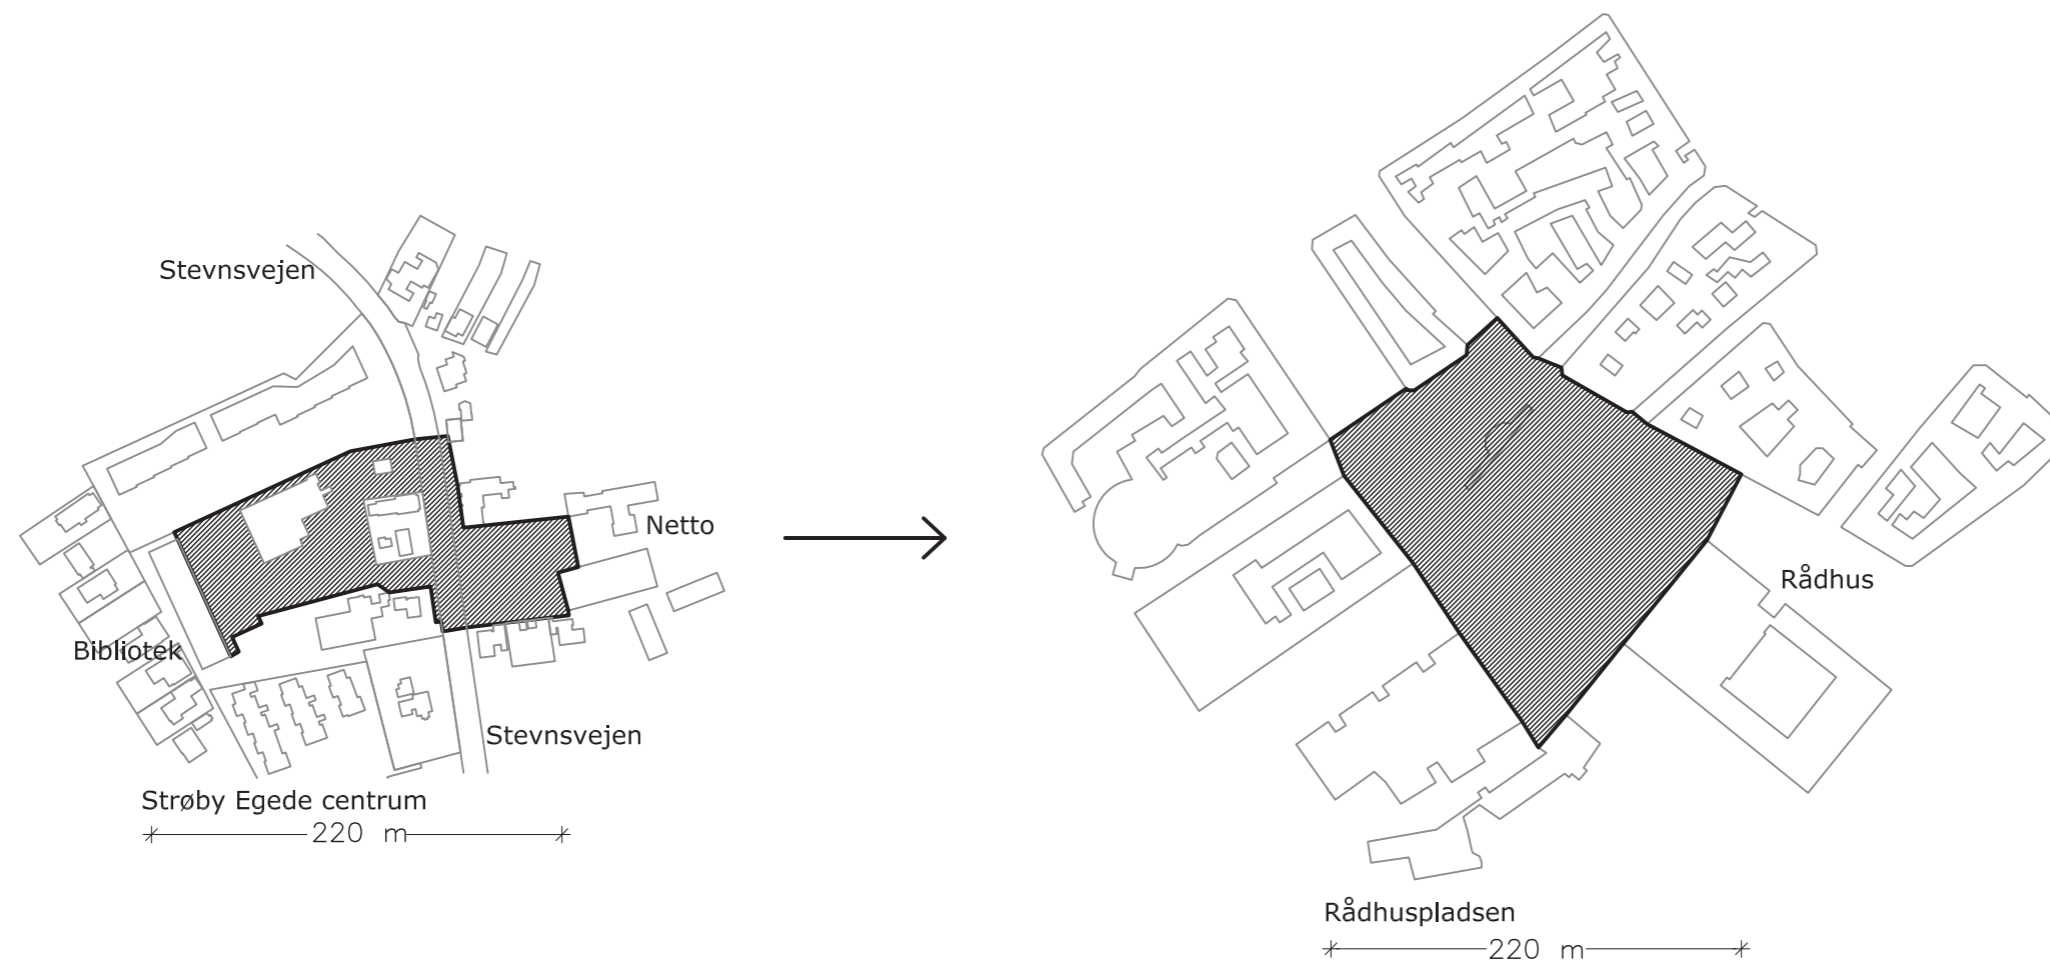 Stevnsvejen
Netto
Bibliotek
Stevnsvejen
Strøby Egede centrum
220 m
Rådhus
Rådhuspladsen
220 m